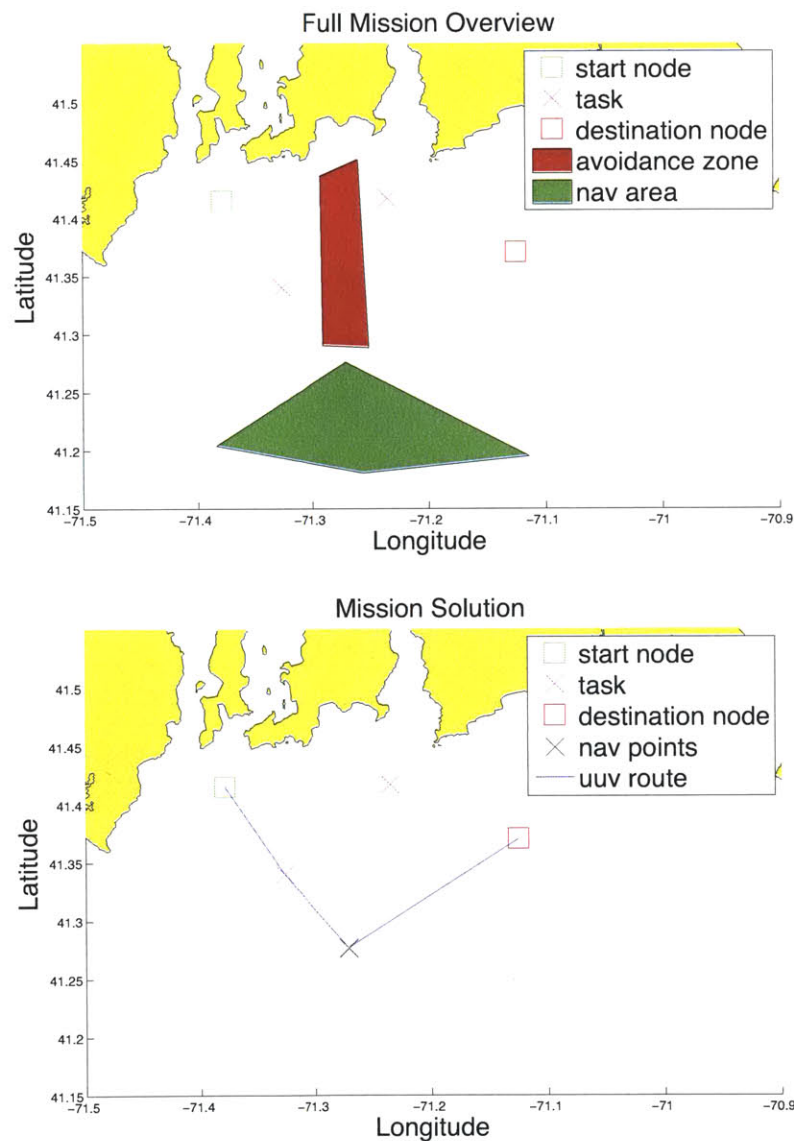 Full Mission Overview
start node
task
destination node
avoidance zone
nav area
41.5
41.45
41.4
41.35
41.3
41.25
41.2
41.15
Latitude
−71.5
−71.4
−71.3
−71.2
−71.1
−71
−70.9
Longitude
Mission Solution
start node
task
destination node
nav points
uuv route
41.5
41.45
41.4
41.35
41.3
41.25
41.2
41.15
Latitude
−71.5
−71.4
−71.3
−71.2
−71.1
−71
−70.9
Longitude